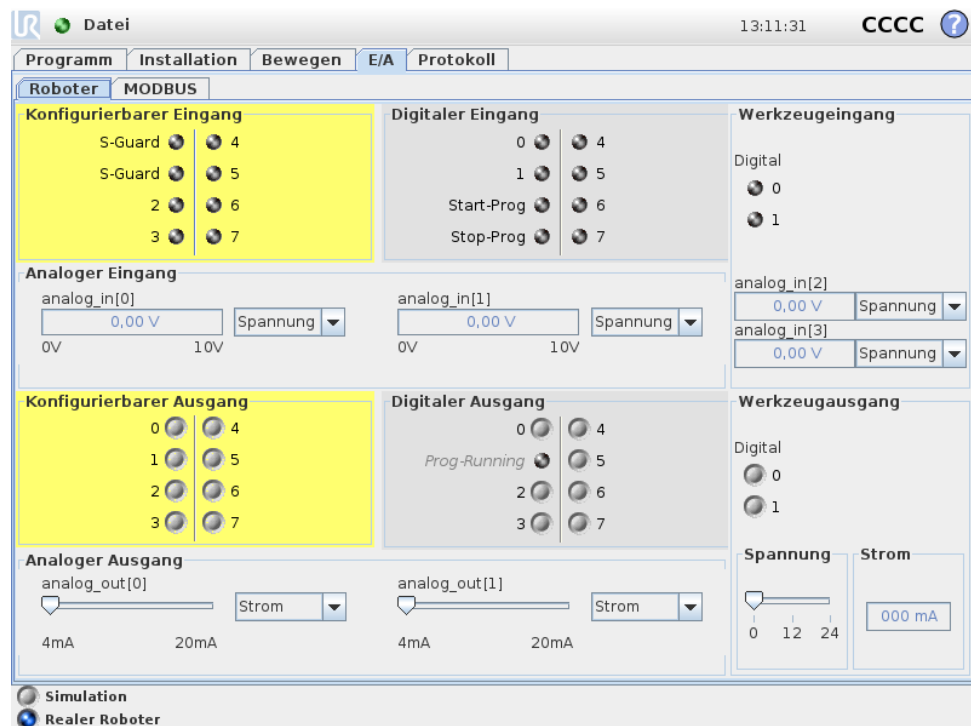 UR Datei 13:11:31 CCCC ?
Programm Installation Bewegen E/A Protokoll
Roboter MODBUS
Konfigurierbarer Eingang
S-Guard 4
S-Guard 5
2 6
3 7
Digitaler Eingang
0 4
1 5
Start-Prog 6
Stop-Prog 7
Werkzeugeingang
Digital
0
1
analog_in[2]
0,00 V Spannung
analog_in[3]
0,00 V Spannung
Analoger Eingang
analog_in[0]
0,00 V Spannung
0V 10V
analog_in[1]
0,00 V Spannung
0V 10V
Konfigurierbarer Ausgang
0 4
1 5
2 6
3 7
Digitaler Ausgang
0 4
Prog-Running 5
2 6
3 7
Werkzeugausgang
Digital
0
1
Spannung
0 12 24
Strom
000 mA
Analoger Ausgang
analog_out[0]
Strom
4mA 20mA
analog_out[1]
Strom
4mA 20mA
Simulation
Realer Roboter